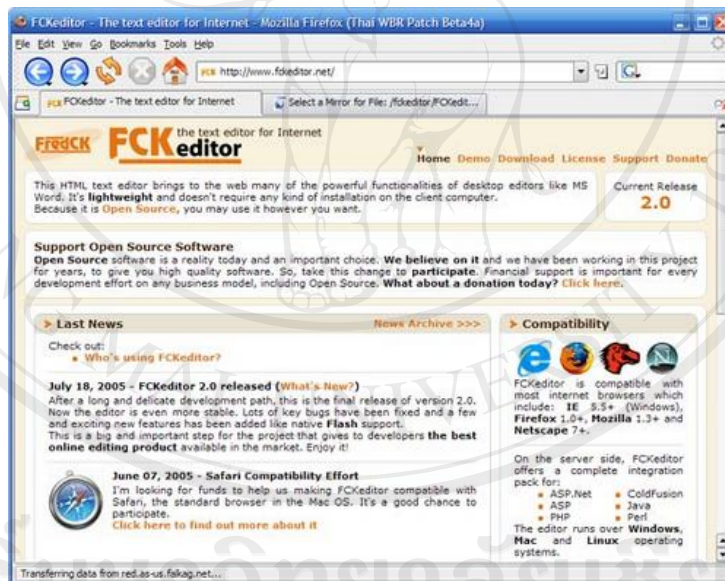 FCKeditor - The text editor for Internet - Mozilla Firefox (Thai WBR Patch Beta4a)
File Edit View Go Bookmarks Tools Help
FCK http://www.fckeditor.net/
FCK FCKeditor - The text editor for Internet
Select a Mirror for File: /fckeditor/FCKedit...
FredCK FCKeditor the text editor for Internet
Home Demo Download License Support Donate
This HTML text editor brings to the web many of the powerful functionalities of desktop editors like MS
Word. It's lightweight and doesn't require any kind of installation on the client computer.
Because it is Open Source, you may use it however you want.
Current Release
2.0
Support Open Source Software
Open Source software is a reality today and an important choice. We believe on it and we have been working in this project
for years, to give you high quality software. So, take this change to participate. Financial support is important for every
development effort on any business model, including Open Source. What about a donation today? Click here.
> Last News
News Archive >>>
Check out:
Who's using FCKeditor?
July 18, 2005 - FCKeditor 2.0 released (What's New?)
After a long and delicate development path, this is the final release of version 2.0.
Now the editor is even more stable. Lots of key bugs have been fixed and a few
and exciting new features has been added like native Flash support.
This is a big and important step for the project that gives to developers the best
online editing product available in the market. Enjoy it!
June 07, 2005 - Safari Compatibility Effort
I'm looking for funds to help us making FCKeditor compatible with
Safari, the standard browser in the Mac OS. It's a good chance to
participate.
Click here to find out more about it
> Compatibility
FCKeditor is compatible with
most internet browsers which
include: IE 5.5+ (Windows),
Firefox 1.0+, Mozilla 1.3+ and
Netscape 7+.
On the server side, FCKeditor
offers a complete integration
pack for:
ASP.Net
ColdFusion
ASP
Java
PHP
Perl
The editor runs over Windows,
Mac and Linux operating
systems.
Transferring data from red.as-us.falkag.net...